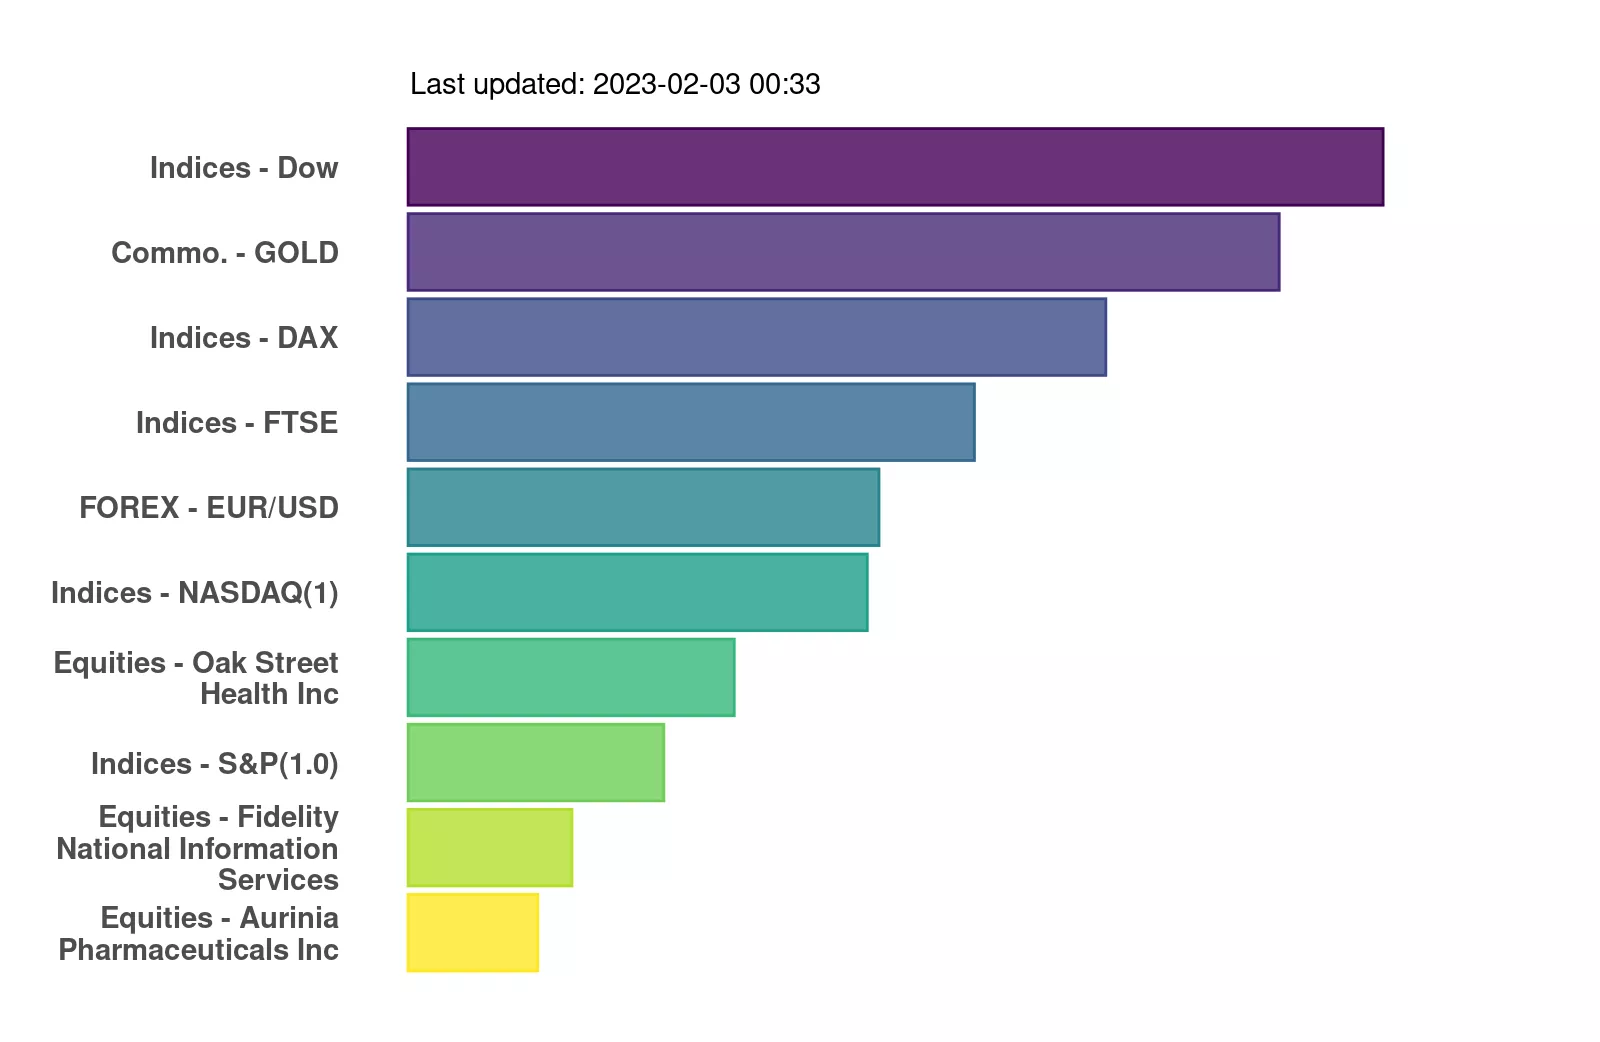 Last updated: 2023-02-03 00:33
Indices - Dow
Commo. - GOLD
Indices - DAX
Indices - FTSE
FOREX - EUR/USD
Indices - NASDAQ(1)
Equities - Oak Street
Health Inc
Indices - S&P(1.0)
Equities - Fidelity
National Information
Services
Equities - Aurinia
Pharmaceuticals Inc